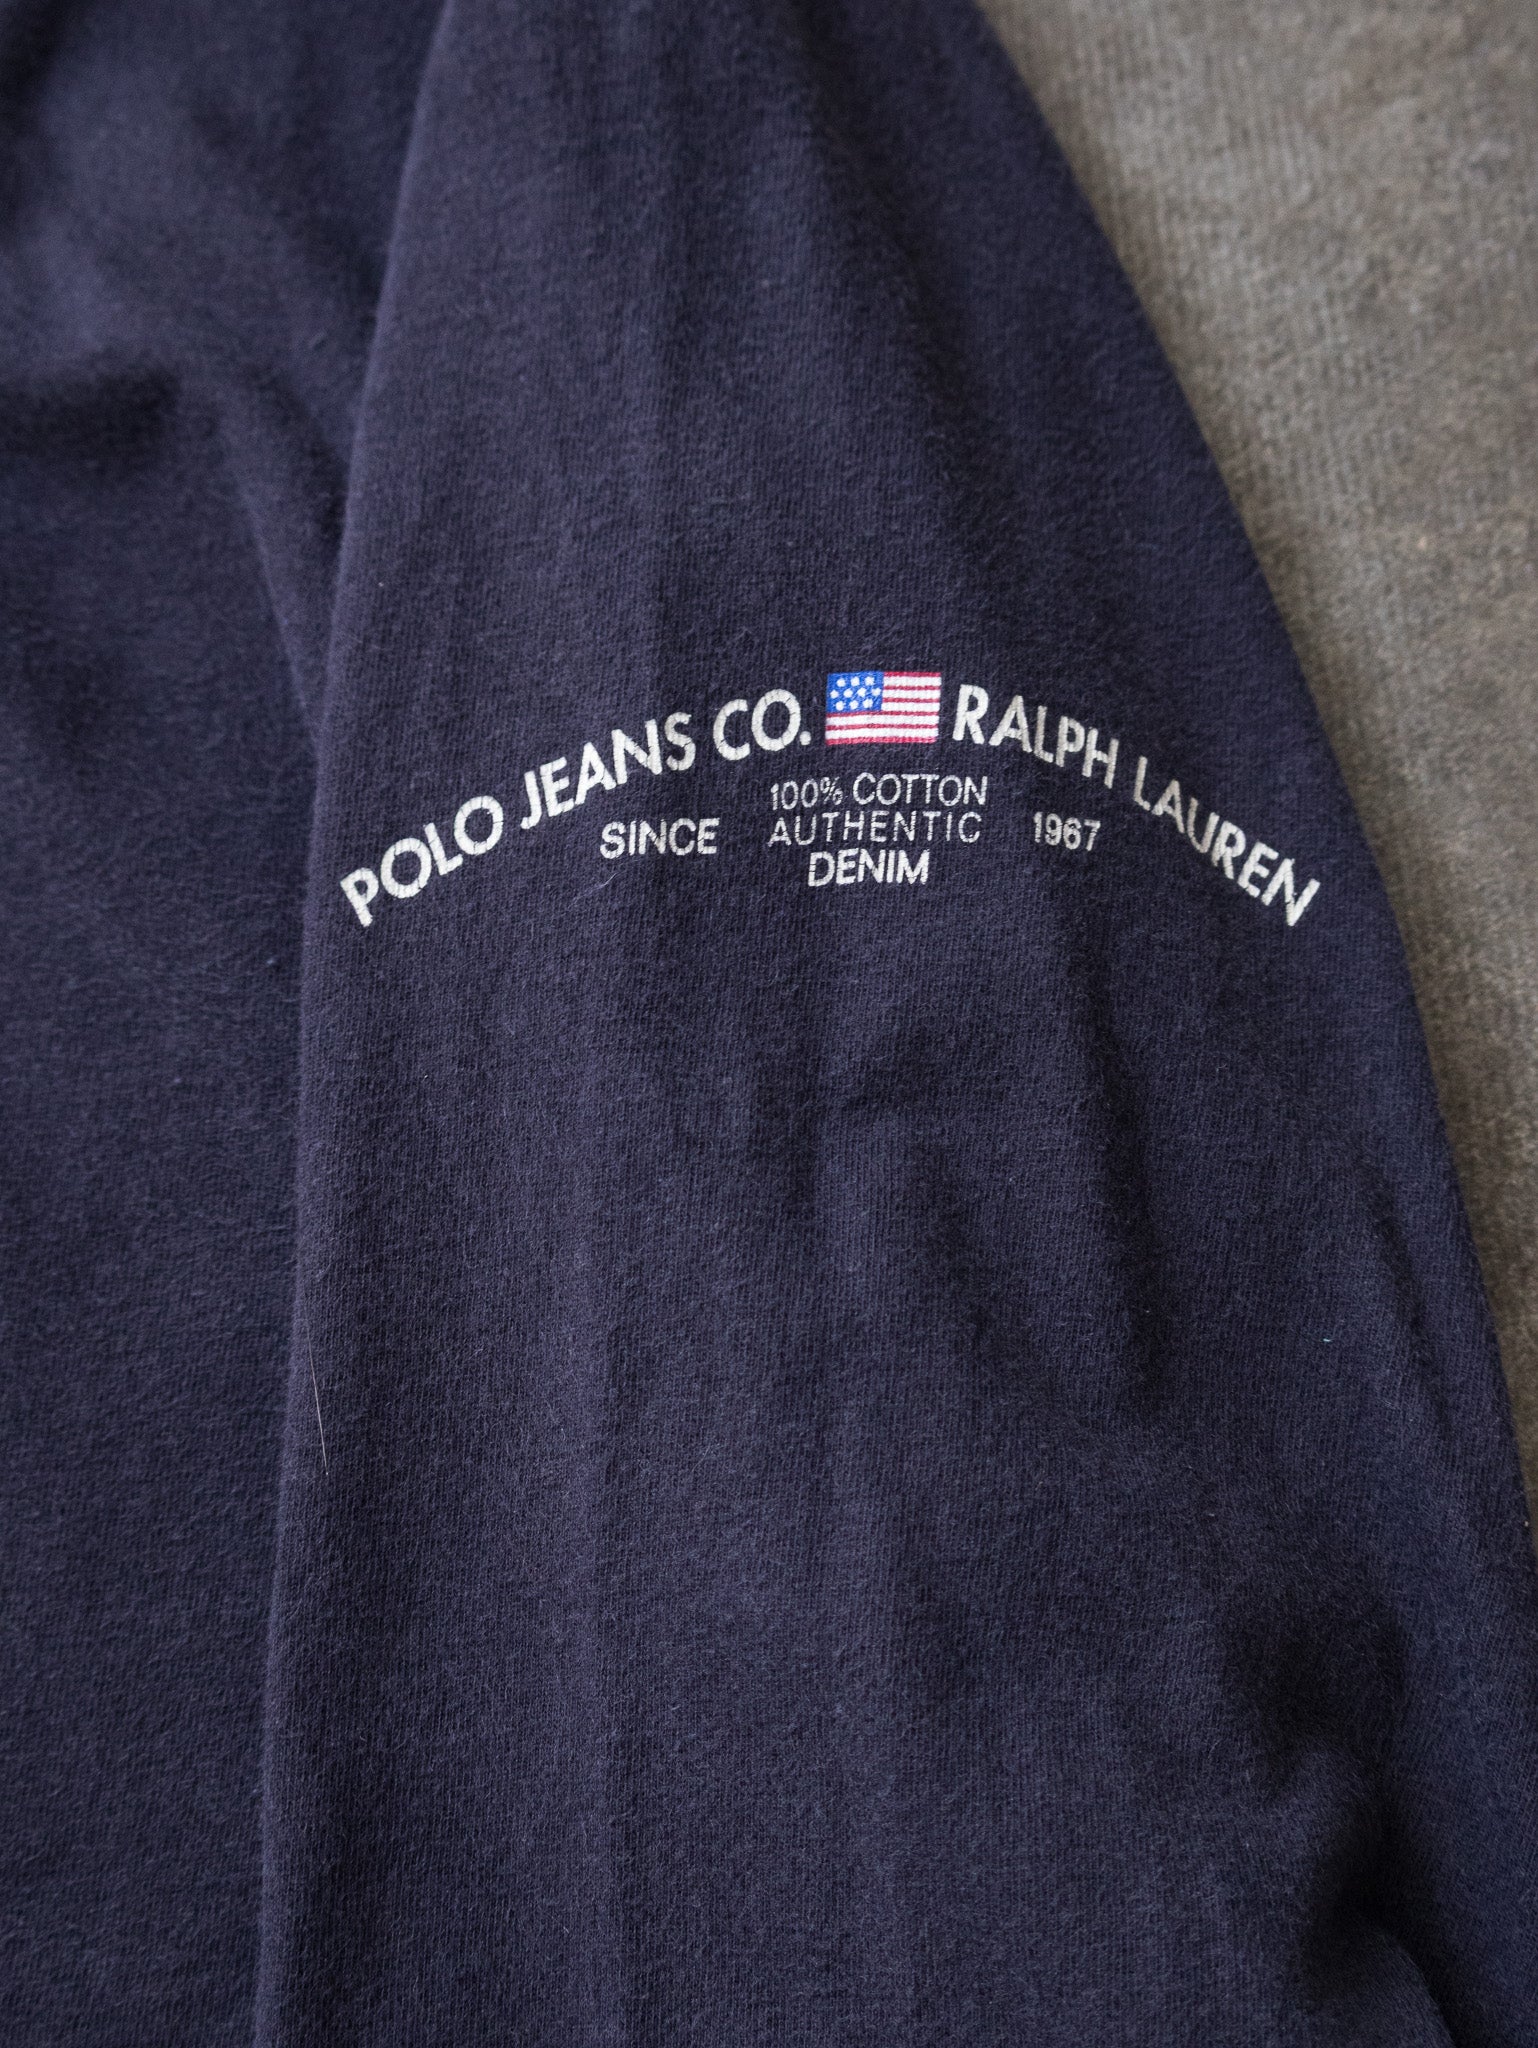 POLO JEANS CO. RALPH LAUREN
100% COTTON
SINCE AUTHENTIC 1967
DENIM